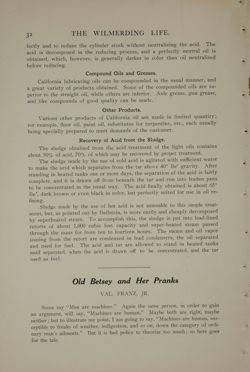 32 THE WILMERDING LIFE.
tortly and to reduce the cylinder stock without neutralizing the acid. The
acid is decomposed in the reducing process, and a perfectly neutral oil is
obtained, which, however, is generally darker in color than oil neutralized
before reducing.
Compound Oils and Greases.
California lubricating oils can be compounded in the usual manner, and
a great variety of products obtained. Some of the compounded oils are su-
perior to the straight oil, while others are inferior. Axle grease, gun grease,
and like compounds of good quality can be made.
Other Products.
Various other products of California oil are made in limited quantity;
for example, floor oil, paint oil, substitutes for turpentine, etc., each usually
being specially prepared to meet demands of the customer.
Recovery of Acid from the Sludge.
The sludge obtained from the acid treatment of the light oils contains
about 90% of acid, 70% of which may be recovered by proper treatment.
The sludge made by the use of old acid is agitated with sufficient water
to make the acid which separates from the tar above 40° Be' gravity. After
standing in heated tanks one or more days, the separation of the acid is fairly
complete, and it is drawn off from beneath the tar and run into leaden pans
to be concentrated in the usual way. The acid finally obtained is about 65°
Be', dark brown or even black in color, but perfectly suited for use in oil re-
fining.
Sludge made by the use of hot acid is not amenable to this simple treat-
ment, but, as pointed out by Bailstein, is more easily and sharply decomposed
by superheated steam. To accomplish this, the sludge is put into lead-lined
retorts of about 1,000 cubic feet capacity and super-heated steam passed
through the mass for from ten to fourteen hours. The steam and oil vapor
issuing from the retort are condensed in lead condensers, the oil separated
and used for fuel. The acid and tar are allowed to stand in heated tanks
until separated, when the acid is drawn off to be concentrated, and the tar
used as fuel.
Old Betsey and Her Pranks
VAL. FRANZ, JR.
Some say "Men are machines." Again the same person, in order to gain
an argument, will say, "Machines are human." Maybe both are right, maybe
neither; but to illustrate my point, I am going to say, "Machines are human, sus-
ceptible to freaks of weather, indigestion, and so on, down the category of ordi-
nary man's ailments." But it is bad policy to theorize too much; so here goes
for the tale.